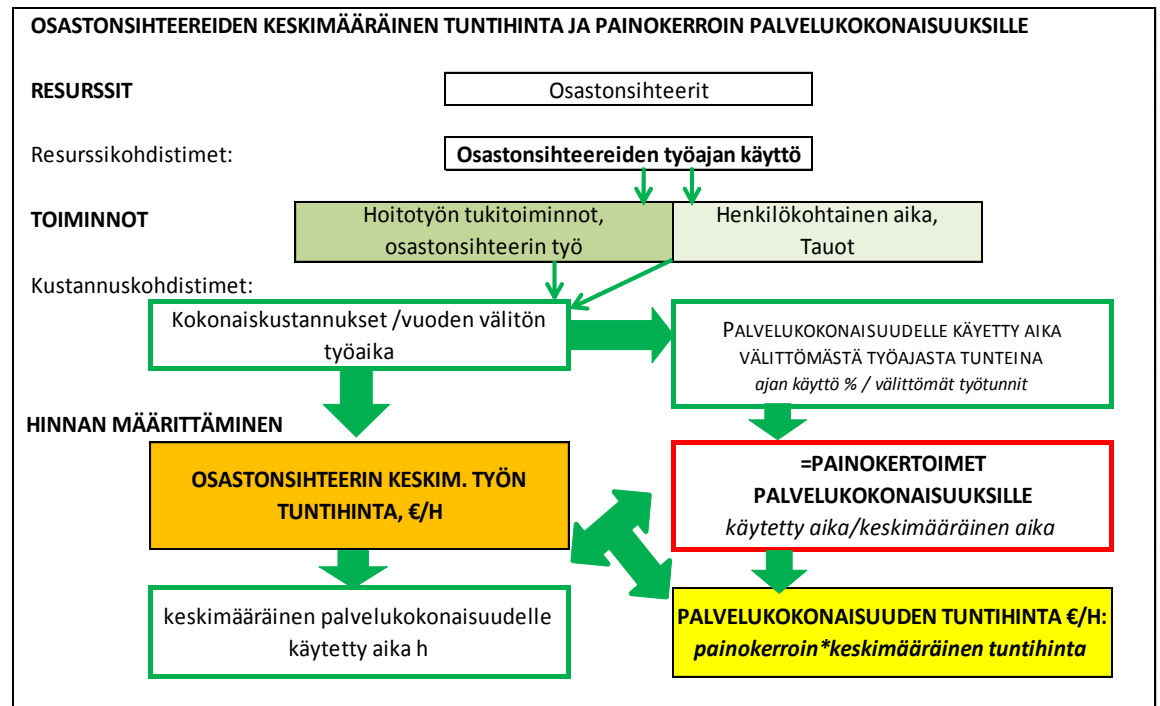 OSASTONSIHTEEREIDEN KESKIMÄÄRÄINEN TUNTIHINTA JA PAINOKERROIN PALVELUKOKONAISUUKSILLE
RESURSSIT
Osastonsihteerit
Resurssikohdistimet:
Osastonsihteereiden työajan käyttö
TOIMINNOT
Hoitotyön tukitoiminnot,
osastonsihteerin työ
Henkilökohtainen aika,
Tauot
Kustannuskohdistimet:
Kokonaiskustannukset /vuoden välitön
työaika
PALVELUKOKONAISUUDELLE KÄYETTY AIKA
VÄLITTÖMÄSTÄ TYÖAJASTA TUNTEINA
ajan käyttö % / välittömät työtunnit
HINNAN MÄÄRITTÄMINEN
OSASTONSIHTEERIN KESKIM. TYÖN
TUNTIHINTA, €/H
=PAINOKERTOIMET
PALVELUKOKONAISUUKSILLE
käytetty aika/keskimääräinen aika
keskimääräinen palvelukokonaisuudelle
käytetty aika h
PALVELUKOKONAISUUDEN TUNTIHINTA €/H:
painokerroin*keskimääräinen tuntihinta